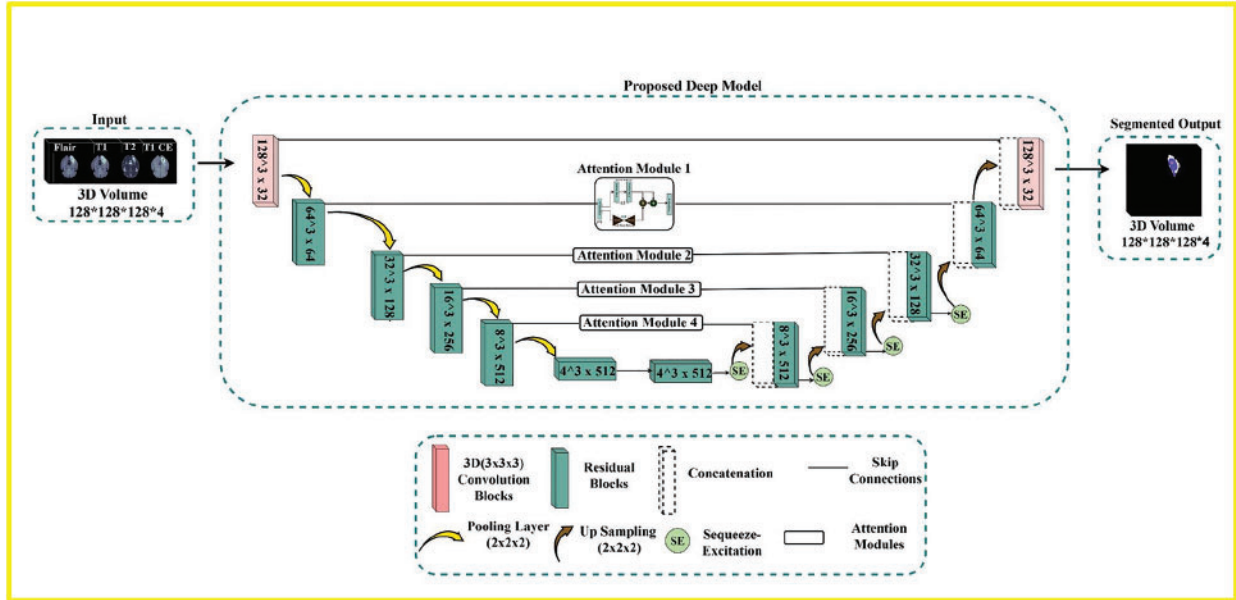 Proposed Deep Model
Input
Segmented Output
Flair T1 T2 T1 CE
3D Volume
128*128*128*4
128^3 x 32
64^3 x 64
32^3 x 128
16^3 x 256
8^3 x 512
4^3 x 512
4^3 x 512
Attention Module 1
Attention Module 2
Attention Module 3
Attention Module 4
SE
8^3 x 512
SE
16^3 x 256
SE
32^3 x 128
SE
64^3 x 64
128^3 x 32
3D Volume
128*128*128*4
3D(3x3x3)
Convolution
Blocks
Residual
Blocks
Concatenation
Skip
Connections
Pooling Layer
(2x2x2)
Up Sampling
(2x2x2)
SE
Sequeeze-
Excitation
Attention
Modules